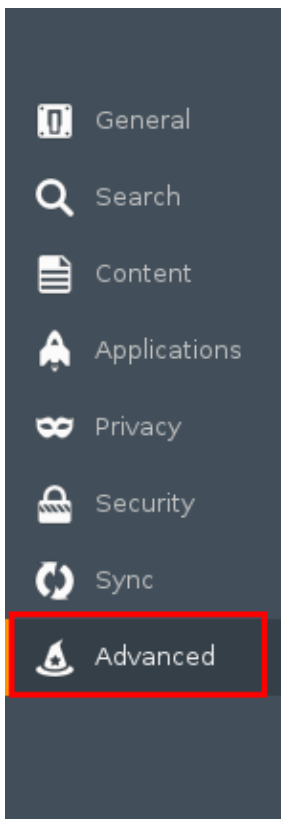 General
Search
Content
Applications
Privacy
Security
Sync
Advanced